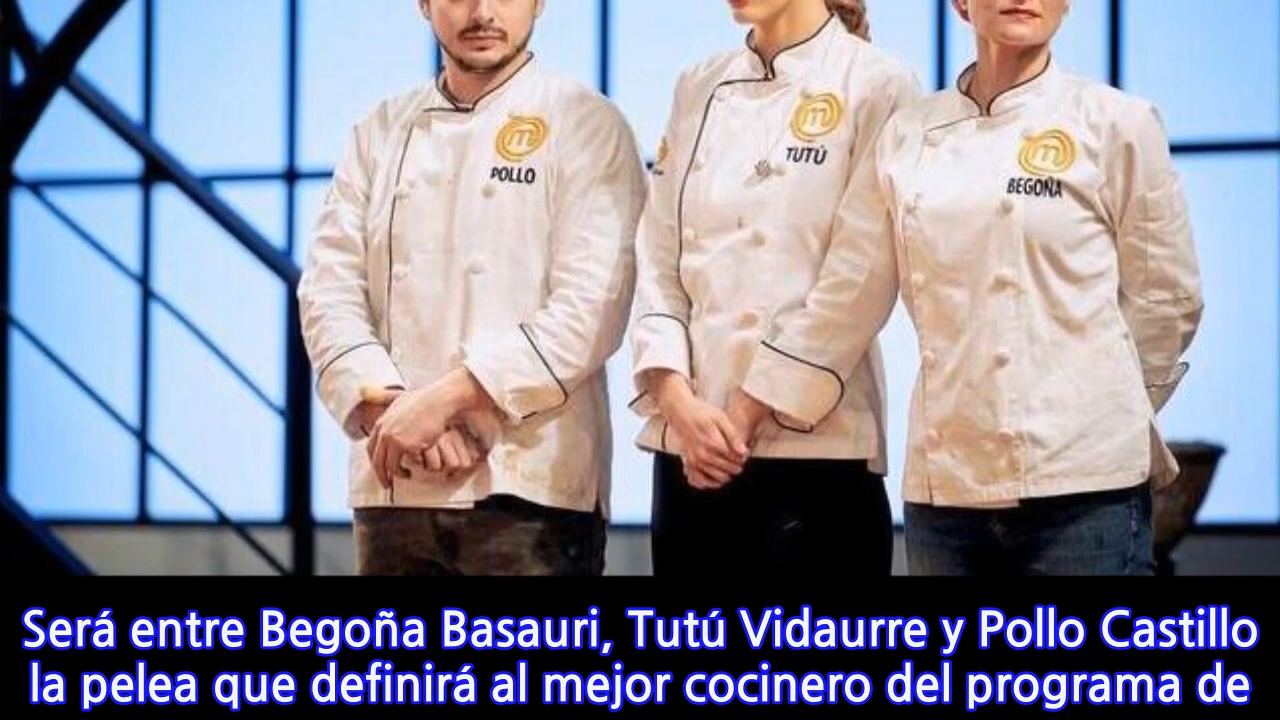 POLLO
TUTÚ
BEGOÑA
Será entre Begoña Basauri, Tutú Vidaurre y Pollo Castillo
la pelea que definirá al mejor cocinero del programa de